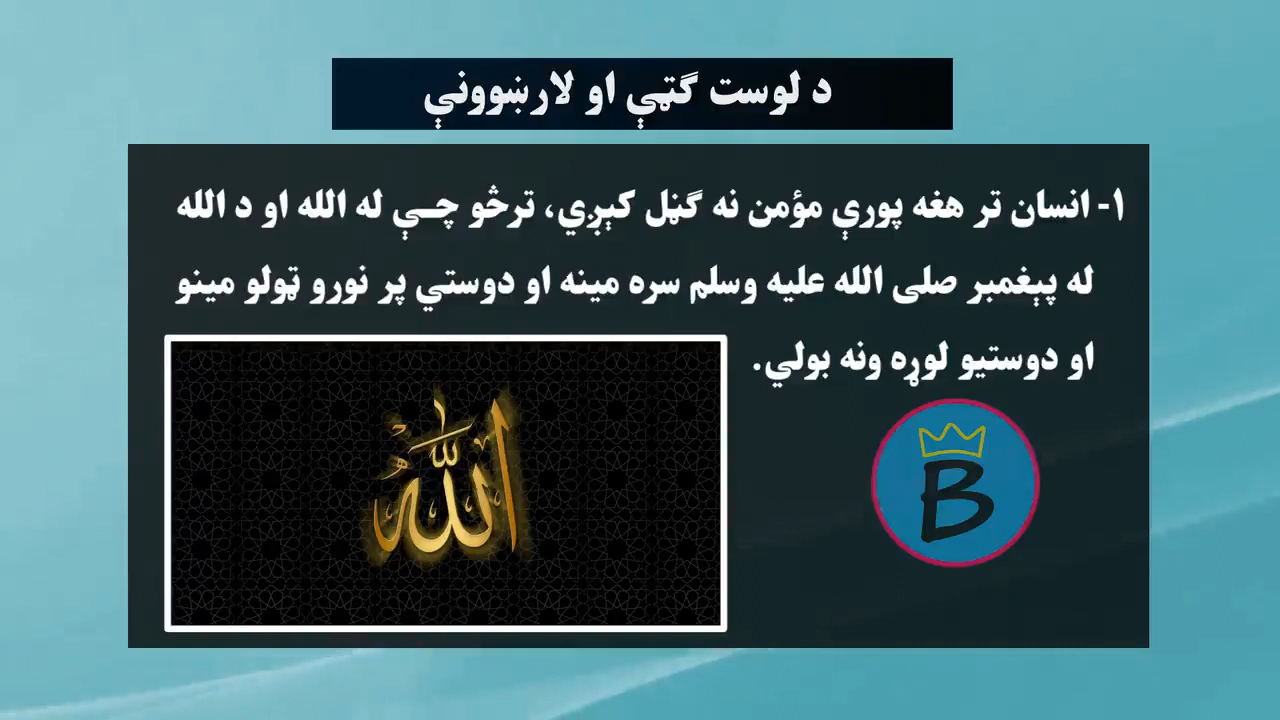 د لوست ګټې او لارښوونې
۱- انسان تر هغه پورې مؤمن نه ګڼل کېږي، ترڅو چـې له الله او د الله
له پېغمبر صلی الله علیه وسلم سره مینه او دوستي پر نورو ټولو مینو
او دوستیو لوړه ونه بولي.
الله
B